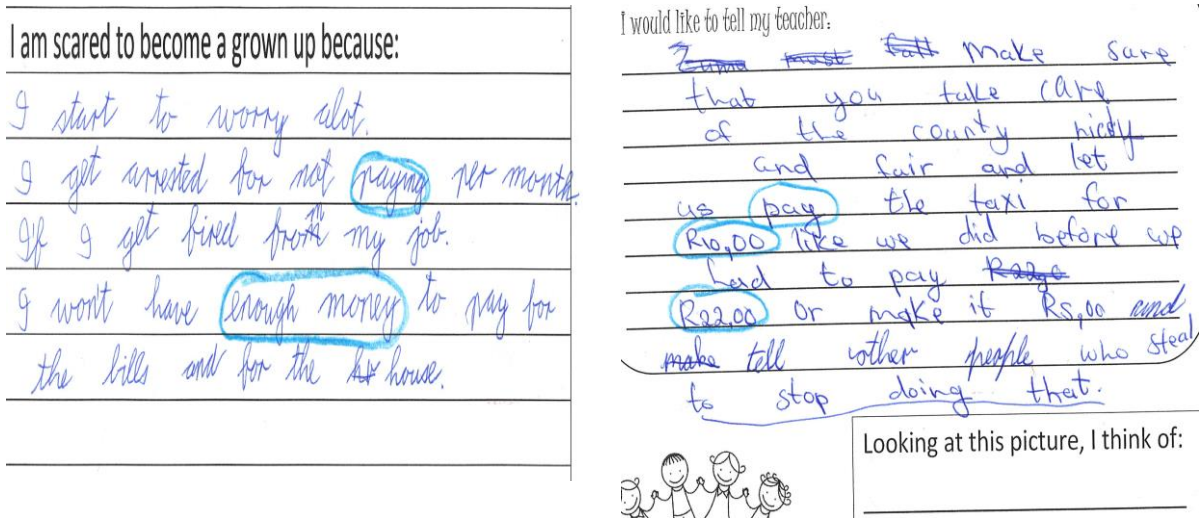 I am scared to become a grown up because:
I start to worry alot.
I get arrested for not paying per month.
If I get fired from my job.
I won't have enough money to pay for
the bills and for the house.
I would like to tell my teacher:
make sure
that you take care
of the county nicely
and fair and let
us pay the taxi for
R10,00 like we did before we
had to pay
R22,00 or make it R5,00 and
make tell other people who steal
to stop doing that.
Looking at this picture, I think of: